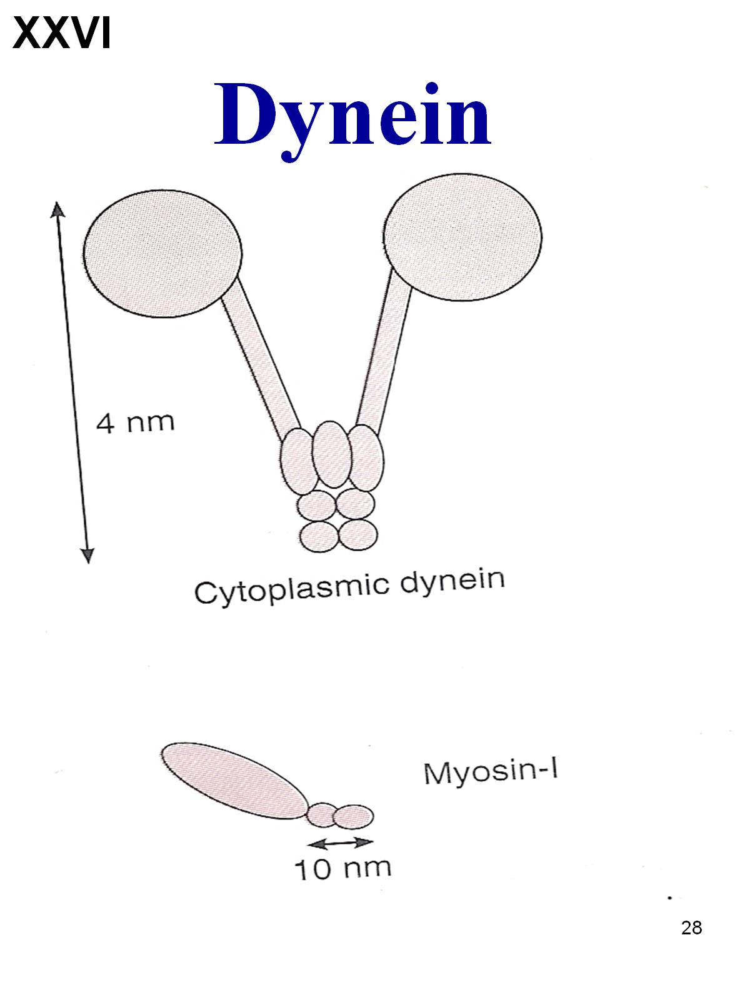 XXVI
Dynein
4 nm
Cytoplasmic dynein
Myosin-I
10 nm
28